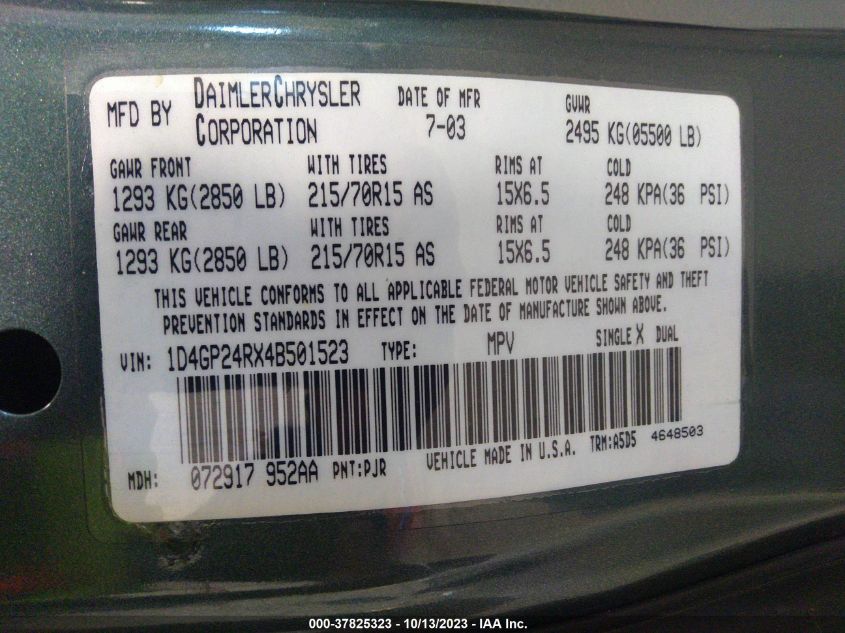 MFD BY DAIMLERCHRYSLER CORPORATION DATE OF MFR 7-03 GVWR 2495 KG(05500 LB)
GAWR FRONT WITH TIRES RIMS AT COLD
1293 KG(2850 LB) 215/70R15 AS 15X6.5 248 KPA(36 PSI)
GAWR REAR WITH TIRES RIMS AT COLD
1293 KG(2850 LB) 215/70R15 AS 15X6.5 248 KPA(36 PSI)
THIS VEHICLE CONFORMS TO ALL APPLICABLE FEDERAL MOTOR VEHICLE SAFETY AND THEFT
PREVENTION STANDARDS IN EFFECT ON THE DATE OF MANUFACTURE SHOWN ABOVE.
VIN: 1D4GP24RX4B501523 TYPE: MPV SINGLE X DUAL
MDH: 072917 952AA PNT:PJR VEHICLE MADE IN U.S.A. TRM:A5D5 4648503
000-37825323 - 10/13/2023 - IAA Inc.